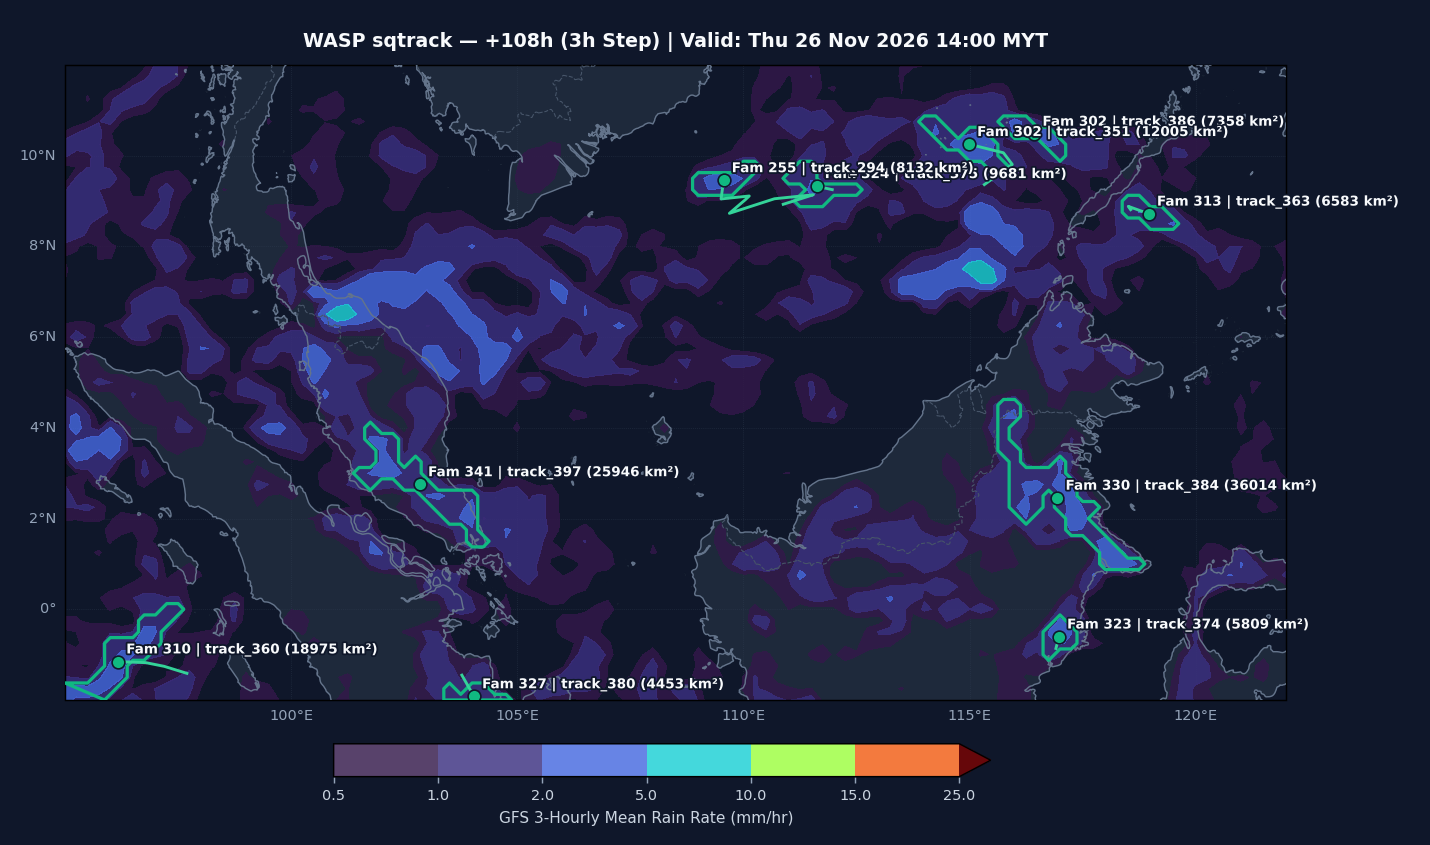 WASP sqtrack — +108h (3h Step) | Valid: Thu 26 Nov 2026 14:00 MYT
Fam 302 | track_386 (7358 km²)
Fam 302 | track_351 (12005 km²)
10°N
Fam 255 | track_294 (8132 km²)
(9681 km²)
Fam 313 | track_363 (6583 km²)
8°N
6°N
4°N
Fam 341 | track_397 (25946 km²)
Fam 330 | track_384 (36014 km²)
2°N
0°
Fam 323 | track_374 (5809 km²)
Fam 310 | track_360 (18975 km²)
Fam 327 | track_380 (4453 km²)
100°E 105°E 110°E 115°E 120°E
0.5 1.0 2.0 5.0 10.0 15.0 25.0
GFS 3-Hourly Mean Rain Rate (mm/hr)